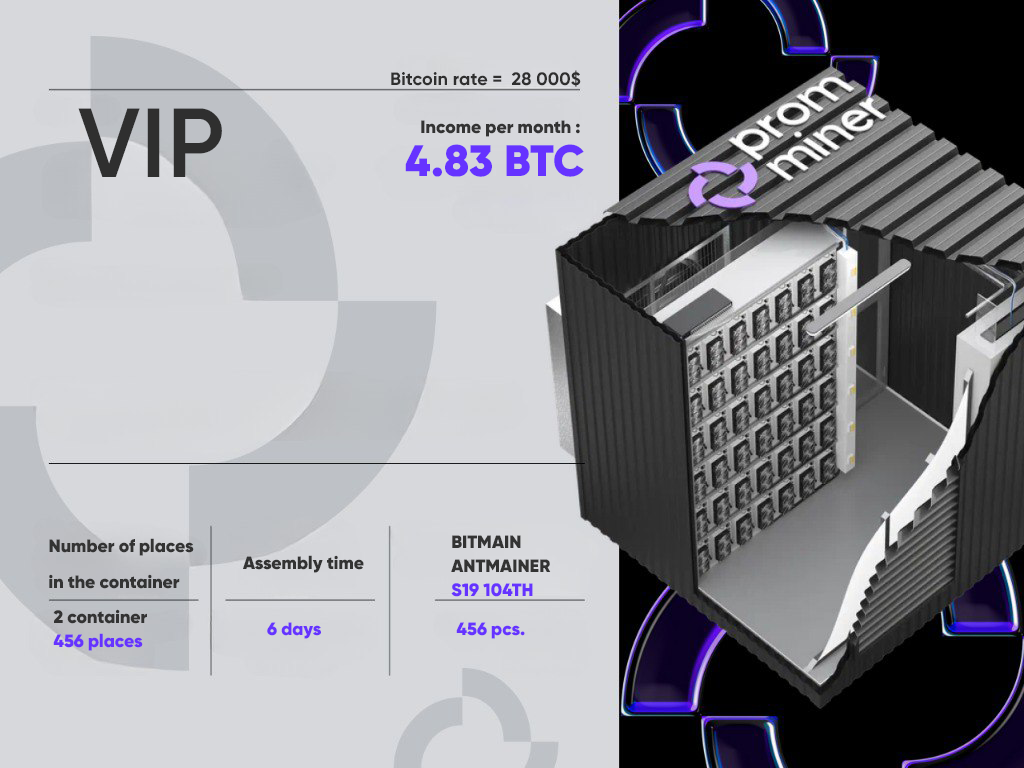 Bitcoin rate = 28 000$
VIP
Income per month :
4.83 BTC
prom
miner
Number of places
in the container
2 container
456 places
Assembly time
6 days
BITMAIN
ANTMAINER
S19 104TH
456 pcs.